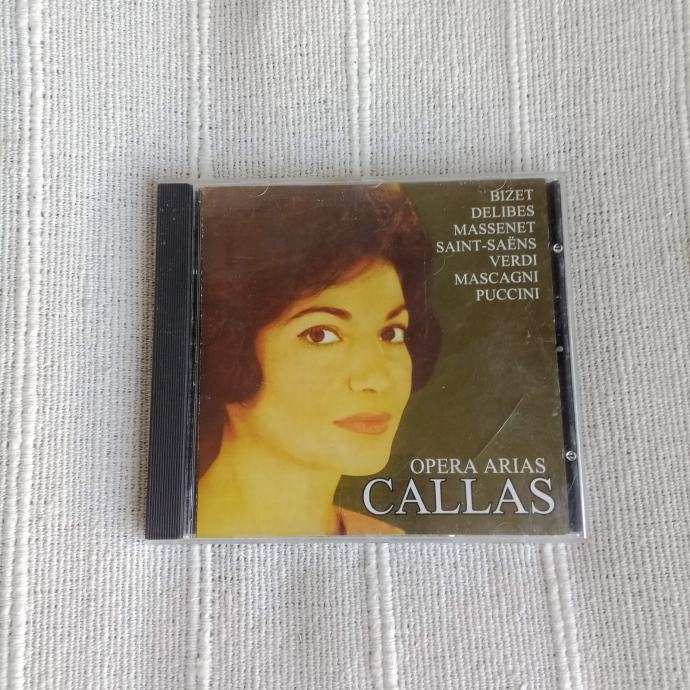 BIZET
DELIBES
MASSENET
SAINT-SAËNS
VERDI
MASCAGNI
PUCCINI
OPERA ARIAS
CALLAS